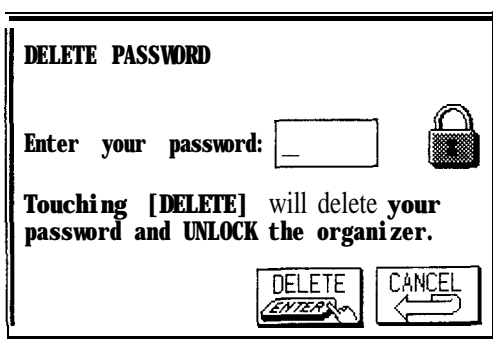 DELETE PASSWORD
Enter your password: _
Touching [DELETE] will delete your
password and UNLOCK the organizer.
DELETE CANCEL
ENTER